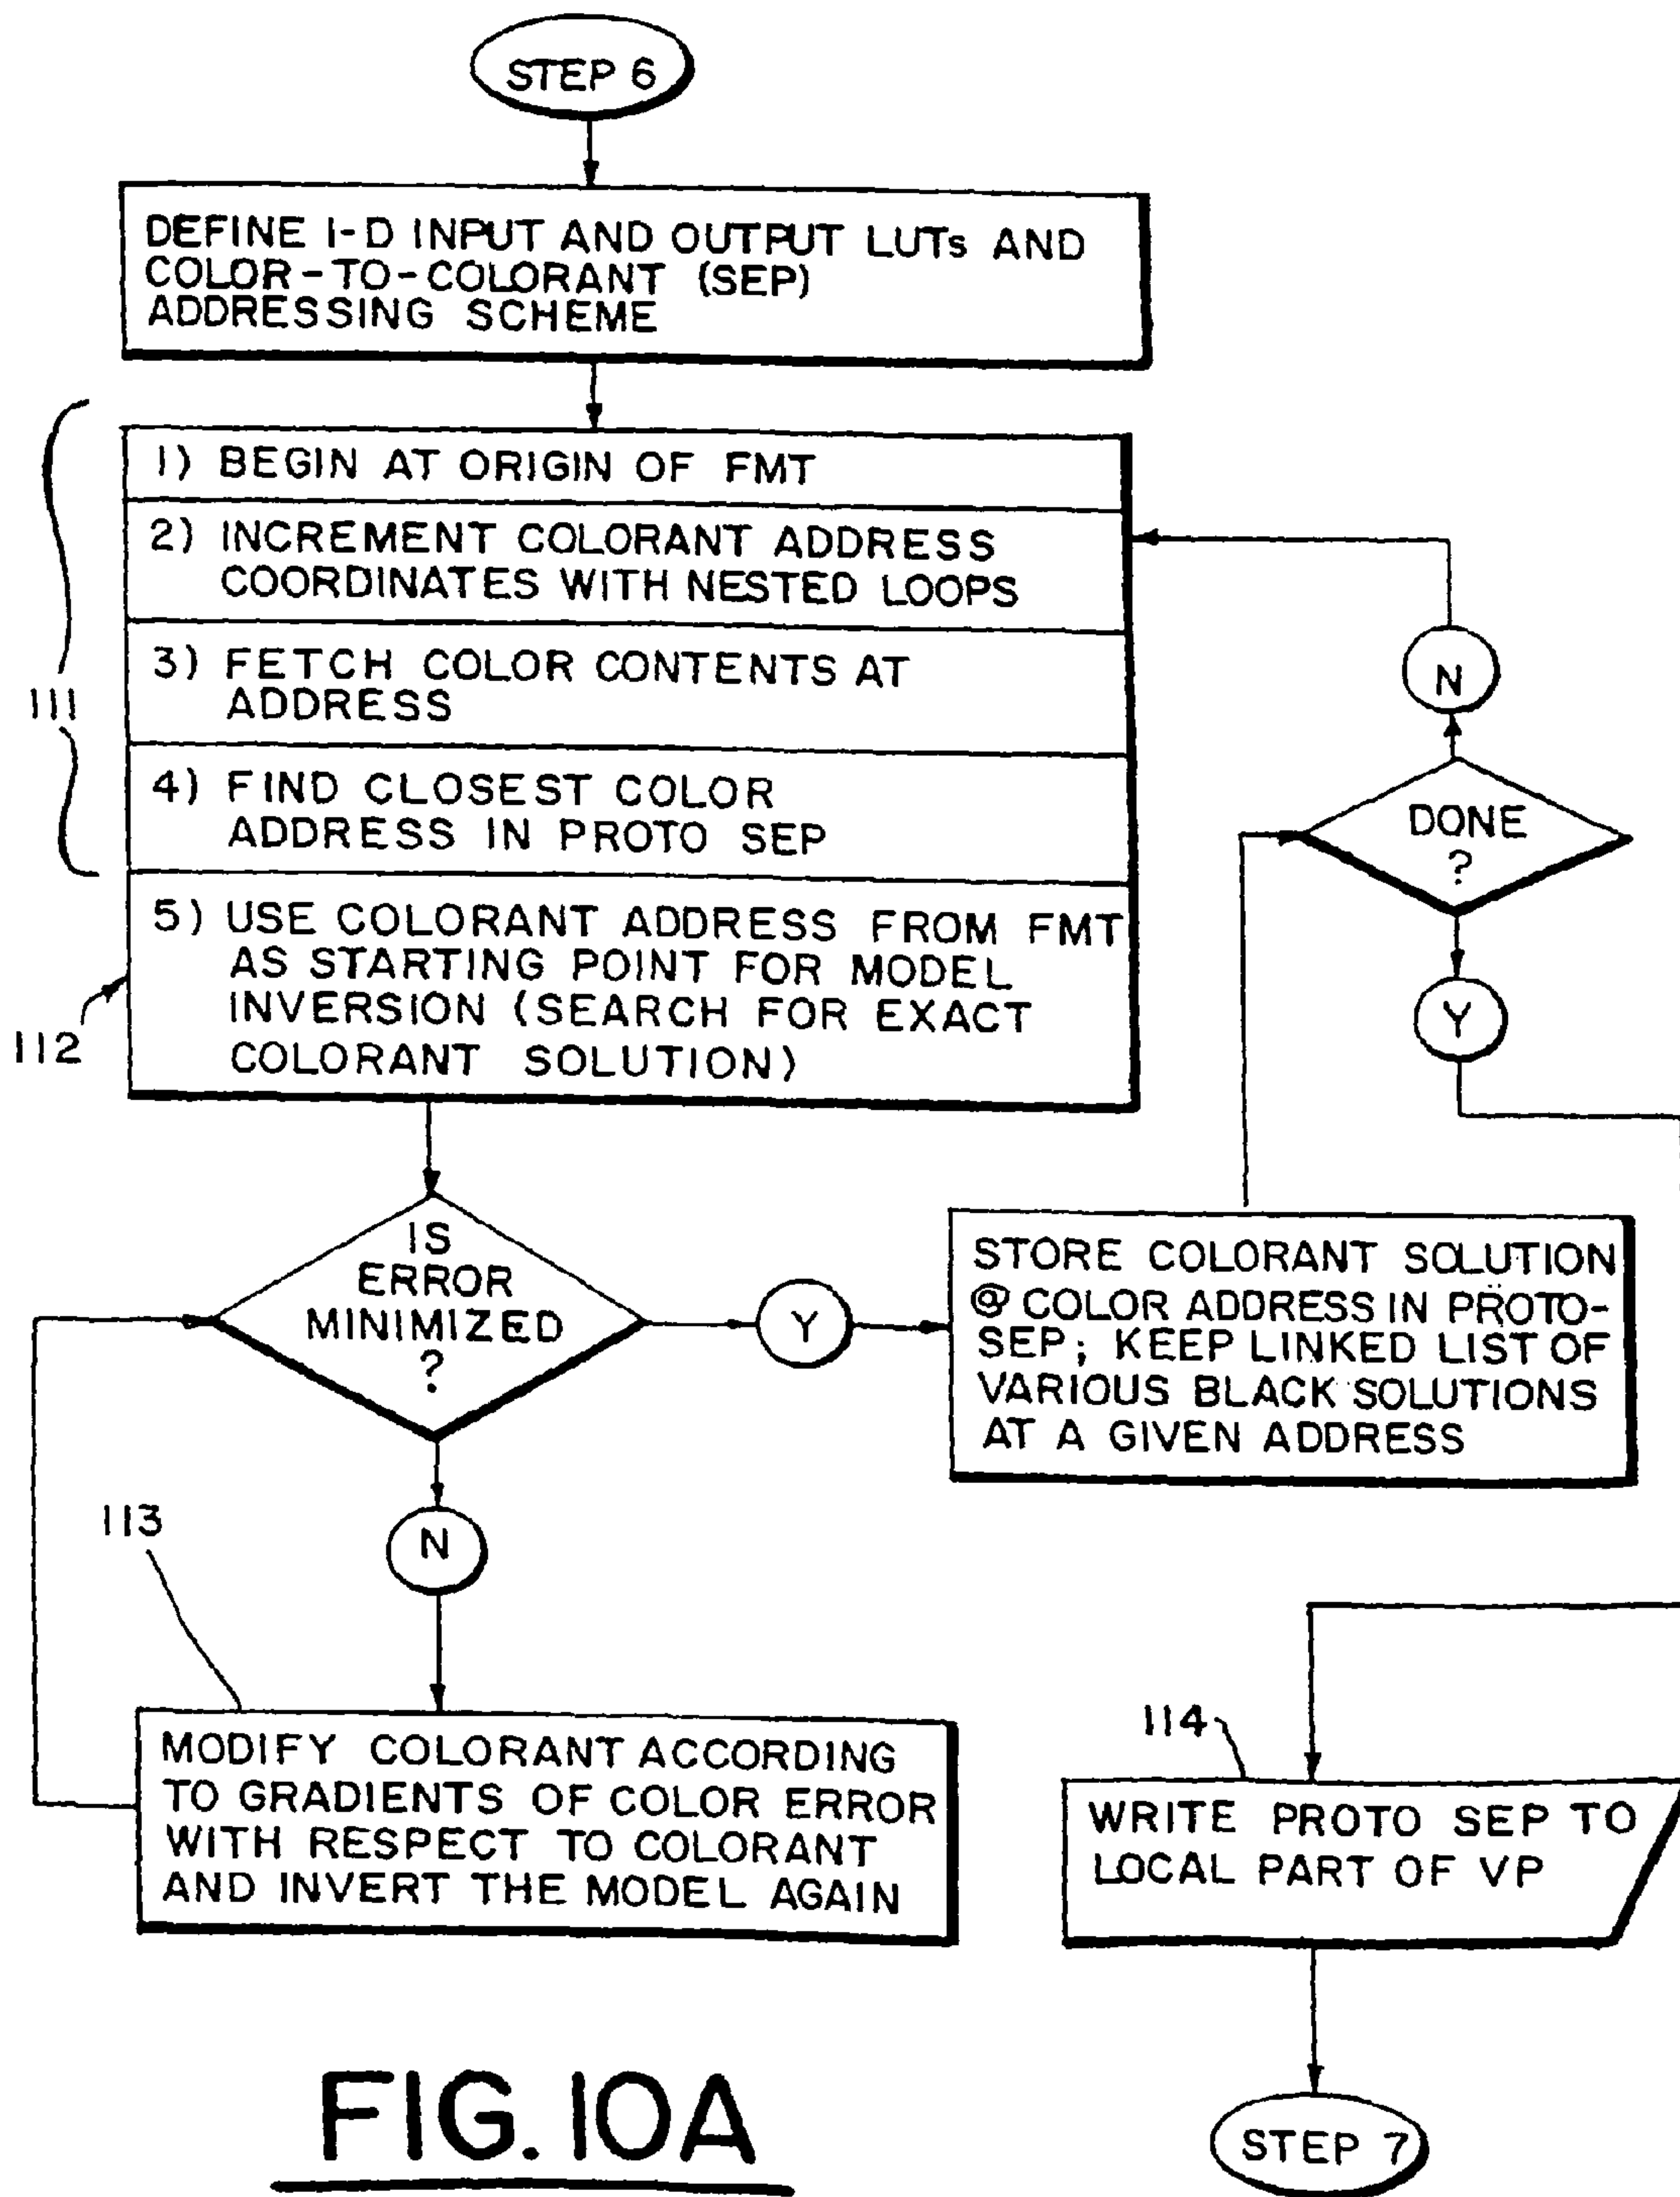 STEP 6
DEFINE 1-D INPUT AND OUTPUT LUTs AND
COLOR-TO-COLORANT (SEP)
ADDRESSING SCHEME
1) BEGIN AT ORIGIN OF FMT
2) INCREMENT COLORANT ADDRESS
COORDINATES WITH NESTED LOOPS
3) FETCH COLOR CONTENTS AT
ADDRESS
111
4) FIND CLOSEST COLOR
ADDRESS IN PROTO SEP
5) USE COLORANT ADDRESS FROM FMT
AS STARTING POINT FOR MODEL
INVERSION (SEARCH FOR EXACT
COLORANT SOLUTION)
112
N
DONE
?
Y
IS
ERROR
MINIMIZED
?
Y
STORE COLORANT SOLUTION
@ COLOR ADDRESS IN PROTO-
SEP; KEEP LINKED LIST OF
VARIOUS BLACK SOLUTIONS
AT A GIVEN ADDRESS
N
113
MODIFY COLORANT ACCORDING
TO GRADIENTS OF COLOR ERROR
WITH RESPECT TO COLORANT
AND INVERT THE MODEL AGAIN
114
WRITE PROTO SEP TO
LOCAL PART OF VP
STEP 7
FIG. 10A